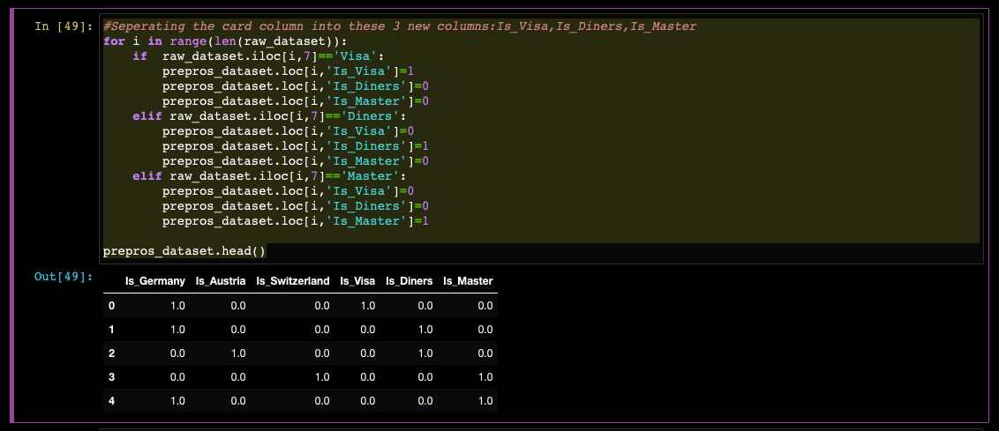 In [49]: #Seperating the card column into these 3 new columns:Is_Visa,Is_Diners,Is_Master
for i in range(len(raw_dataset)):
    if  raw_dataset.iloc[i,7]=='Visa':
        prepros_dataset.loc[i,'Is_Visa']=1
        prepros_dataset.loc[i,'Is_Diners']=0
        prepros_dataset.loc[i,'Is_Master']=0
    elif raw_dataset.iloc[i,7]=='Diners':
        prepros_dataset.loc[i,'Is_Visa']=0
        prepros_dataset.loc[i,'Is_Diners']=1
        prepros_dataset.loc[i,'Is_Master']=0
    elif raw_dataset.iloc[i,7]=='Master':
        prepros_dataset.loc[i,'Is_Visa']=0
        prepros_dataset.loc[i,'Is_Diners']=0
        prepros_dataset.loc[i,'Is_Master']=1
prepros_dataset.head()
Out[49]:
Is_Germany Is_Austria Is_Switzerland Is_Visa Is_Diners Is_Master
0 1.0 0.0 0.0 1.0 0.0 0.0
1 1.0 0.0 0.0 0.0 1.0 0.0
2 0.0 1.0 0.0 0.0 1.0 0.0
3 0.0 0.0 1.0 0.0 0.0 1.0
4 1.0 0.0 0.0 0.0 0.0 1.0